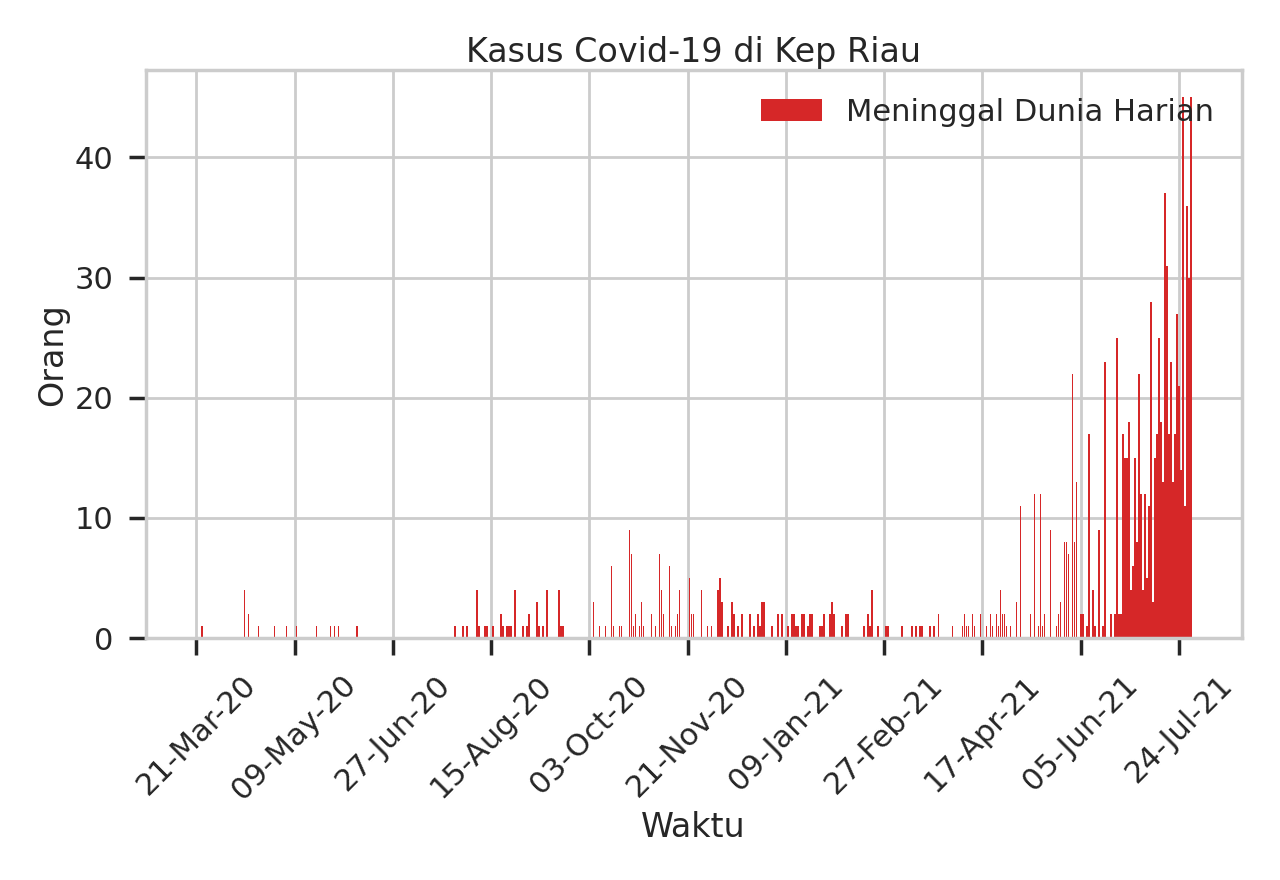 Kasus Covid-19 di Kep Riau
Meninggal Dunia Harian
Orang
40
30
20
10
0
21-Mar-20
09-May-20
27-Jun-20
15-Aug-20
03-Oct-20
21-Nov-20
09-Jan-21
27-Feb-21
17-Apr-21
05-Jun-21
24-Jul-21
Waktu